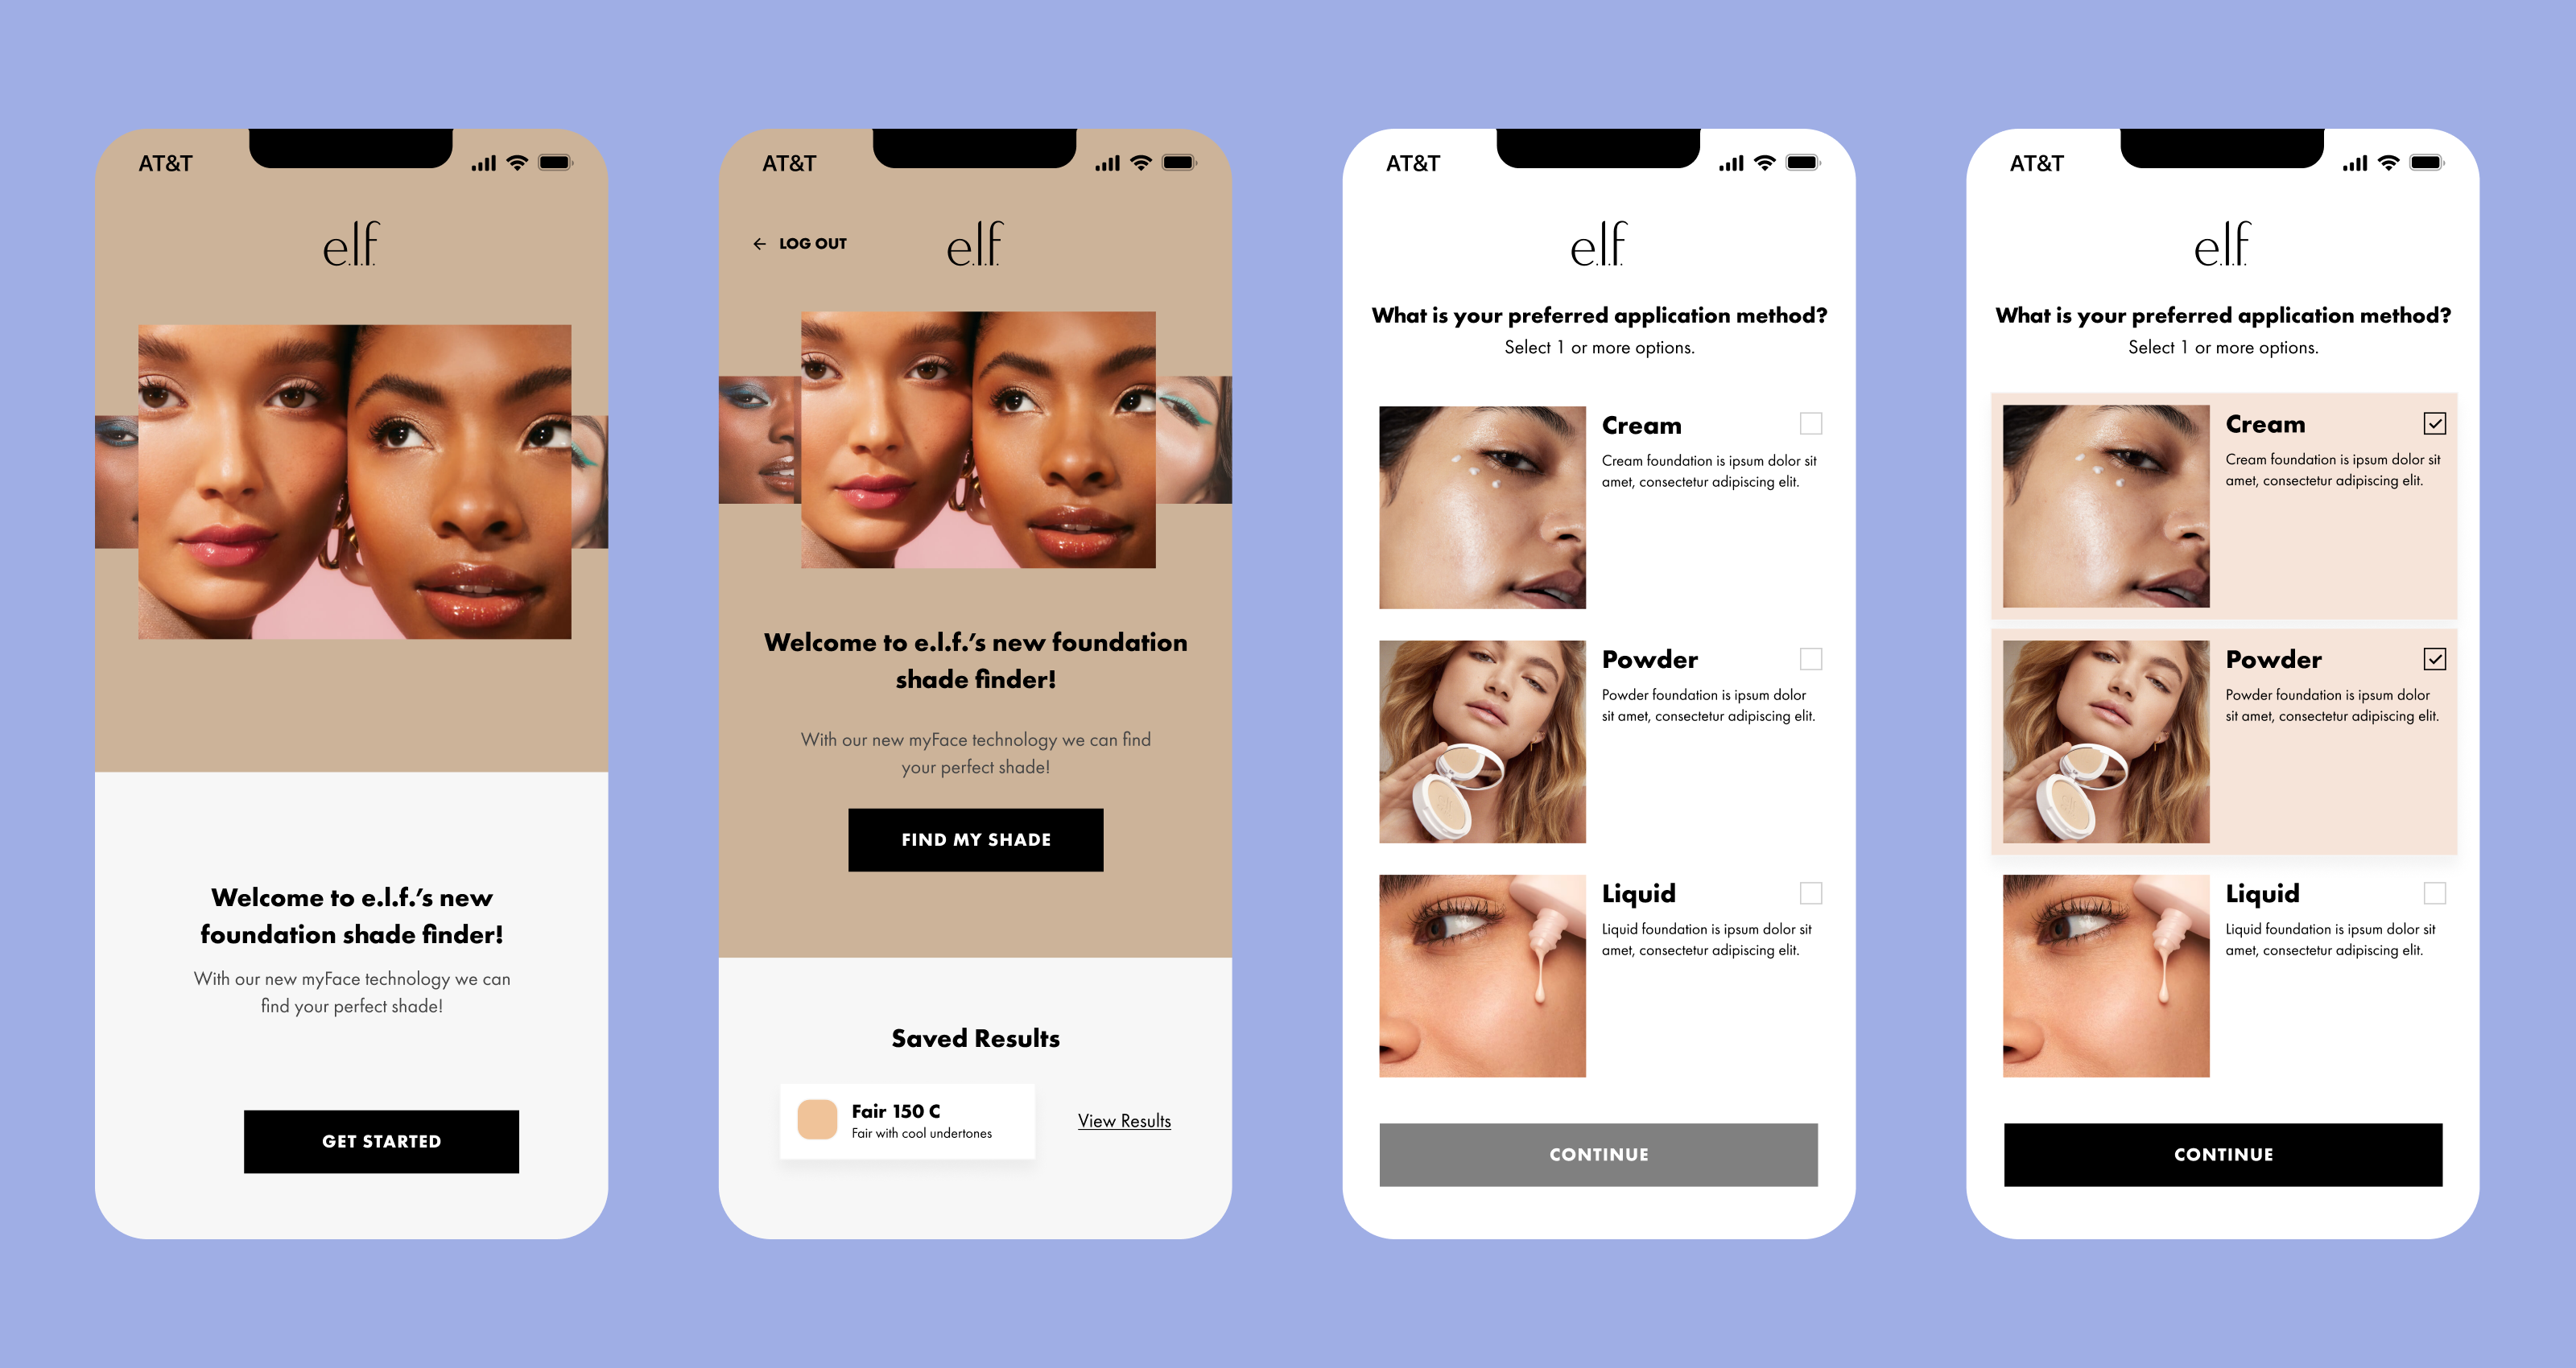 AT&T
e.l.f.
Welcome to e.l.f.'s new
foundation shade finder!
With our new myFace technology we can
find your perfect shade!
GET STARTED
AT&T
LOG OUT
e.l.f.
Welcome to e.l.f.'s new foundation
shade finder!
With our new myFace technology we can find
your perfect shade!
FIND MY SHADE
Saved Results
Fair 150 C
Fair with cool undertones
View Results
AT&T
e.l.f.
What is your preferred application method?
Select 1 or more options.
Cream
Cream foundation is ipsum dolor sit
amet, consectetur adipiscing elit.
Powder
Powder foundation is ipsum dolor
sit amet, consectetur adipiscing elit.
Liquid
Liquid foundation is ipsum dolor sit
amet, consectetur adipiscing elit.
CONTINUE
AT&T
e.l.f.
What is your preferred application method?
Select 1 or more options.
Cream
Cream foundation is ipsum dolor sit
amet, consectetur adipiscing elit.
Powder
Powder foundation is ipsum dolor
sit amet, consectetur adipiscing elit.
Liquid
Liquid foundation is ipsum dolor sit
amet, consectetur adipiscing elit.
CONTINUE